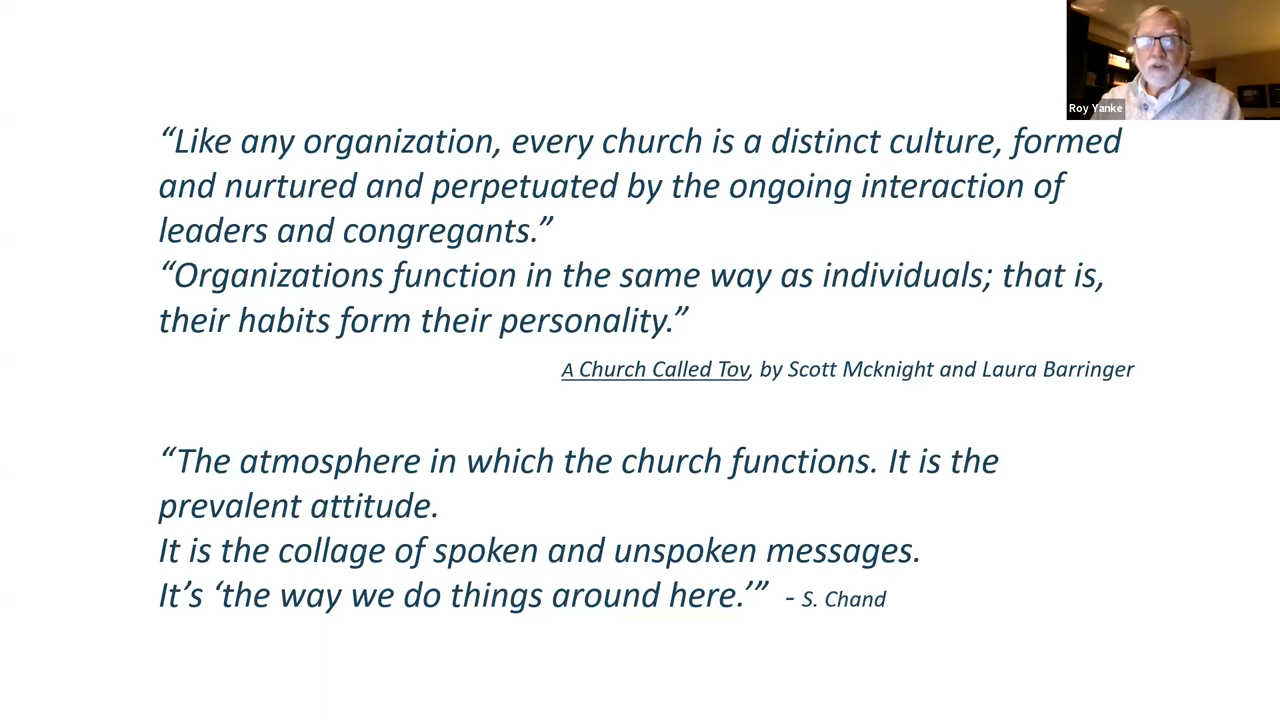 Roy Yanke
“Like any organization, every church is a distinct culture, formed
and nurtured and perpetuated by the ongoing interaction of
leaders and congregants.”
“Organizations function in the same way as individuals; that is,
their habits form their personality.”
A Church Called Tov, by Scott Mcknight and Laura Barringer
“The atmosphere in which the church functions. It is the
prevalent attitude.
It is the collage of spoken and unspoken messages.
It’s ‘the way we do things around here.’” - S. Chand